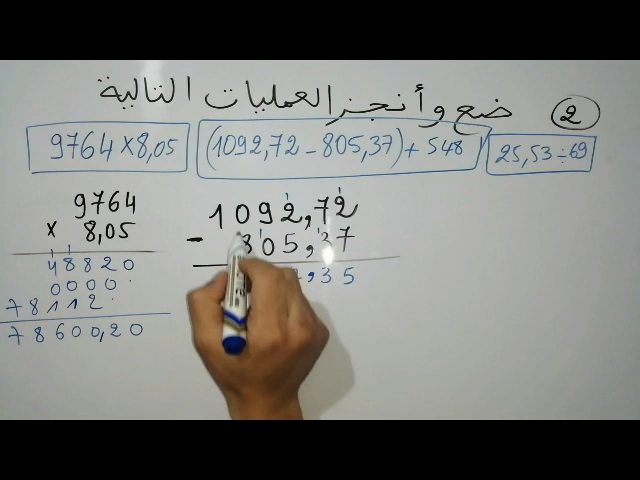 ضع وأنجز العمليات التالية 2
9764 × 8,05
(1092,72 - 805,37) + 548
25,53 ÷ 69
9764
× 8,05
48820
0000.
78112.
78600,20
1092,72
- 805,37
,35